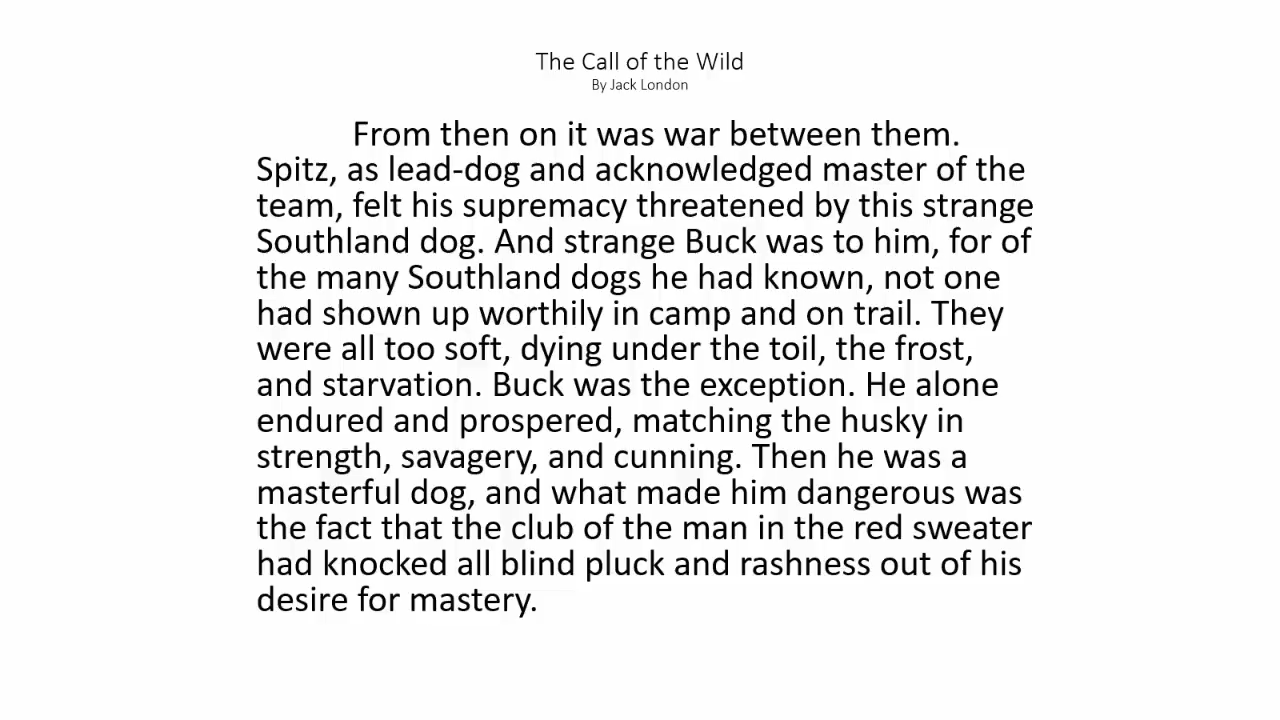 The Call of the Wild
By Jack London
From then on it was war between them.
Spitz, as lead-dog and acknowledged master of the
team, felt his supremacy threatened by this strange
Southland dog. And strange Buck was to him, for of
the many Southland dogs he had known, not one
had shown up worthily in camp and on trail. They
were all too soft, dying under the toil, the frost,
and starvation. Buck was the exception. He alone
endured and prospered, matching the husky in
strength, savagery, and cunning. Then he was a
masterful dog, and what made him dangerous was
the fact that the club of the man in the red sweater
had knocked all blind pluck and rashness out of his
desire for mastery.